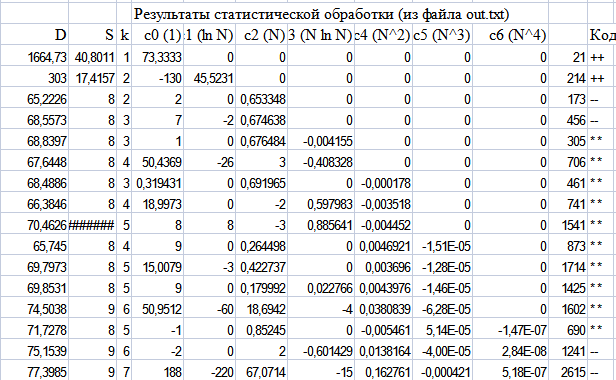 Результаты статистической обработки (из файла out.txt)
D S k c0 (1) :1 (ln N) c2 (N) 3 (N ln N) c4 (N^2) c5 (N^3) c6 (N^4) Код
1664,73 40,8011 1 73,3333 0 0 0 0 0 0 21 ++
303 17,4157 2 -130 45,5231 0 0 0 0 0 214 ++
65,2226 8 2 2 0 0,653348 0 0 0 0 173 --
68,5573 8 3 7 -2 0,674638 0 0 0 0 456 --
68,8397 8 3 1 0 0,676484 -0,004155 0 0 0 305 **
67,6448 8 4 50,4369 -26 3 -0,408328 0 0 0 706 **
68,4886 8 3 0,319431 0 0,691965 0 -0,000178 0 0 461 **
66,3846 8 4 18,9973 0 -2 0,597983 -0,003518 0 0 741 **
70,4626 ####### 5 8 8 -3 0,885641 -0,004452 0 0 1541 **
65,745 8 4 9 0 0,264498 0 0,0046921 -1,51E-05 0 873 **
69,7973 8 5 15,0079 -3 0,422737 0 0,003696 -1,28E-05 0 1714 **
69,8531 8 5 9 0 0,179992 0,022766 0,0043976 -1,46E-05 0 1425 **
74,5038 9 6 50,9512 -60 18,6942 -4 0,0380839 -6,28E-05 0 1602 **
71,7278 8 5 -1 0 0,85245 0 -0,005461 5,14E-05 -1,47E-07 690 **
75,1539 9 6 -2 0 2 -0,601429 0,0138164 -4,00E-05 2,84E-08 1241 --
77,3985 9 7 188 -220 67,0714 -15 0,162761 -0,000421 5,18E-07 2615 --